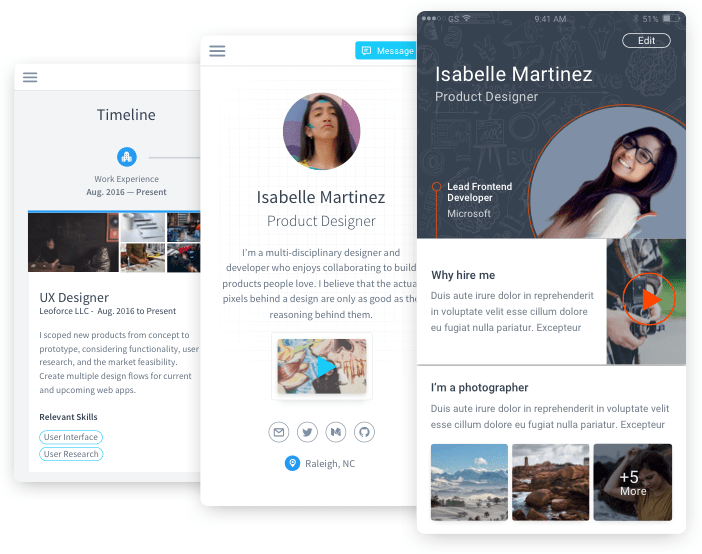 Timeline
Work Experience
Aug. 2016 — Present
UX Designer
Leoforce LLC - Aug. 2016 to Present
I scoped new products from concept to
prototype, considering functionality, user
research, and the market feasibility.
Create multiple design flows for current
and upcoming web apps.
Relevant Skills
User Interface
User Research
Message
Isabelle Martinez
Product Designer
I'm a multi-disciplinary designer and
developer who enjoys collaborating to build
products people love. I believe that the actua
pixels behind a design are only as good as the
reasoning behind them.
Raleigh, NC
GS
9:41 AM
51%
Edit
Isabelle Martinez
Product Designer
Lead Frontend
Developer
Microsoft
Why hire me
Duis aute irure dolor in reprehenderit
in voluptate velit esse cillum dolore
eu fugiat nulla pariatur. Excepteur
I'm a photographer
Duis aute irure dolor in reprehenderit in voluptate velit
esse cillum dolore eu fugiat nulla pariatur. Excepteur
+5
More